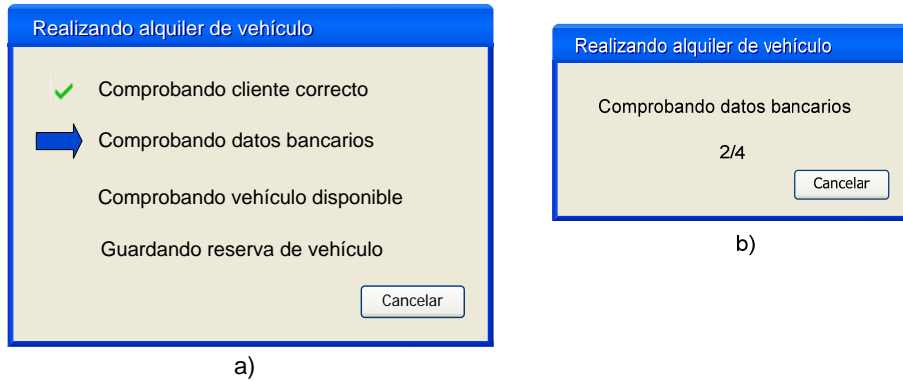 Realizando alquiler de vehículo
Comprobando cliente correcto
Comprobando datos bancarios
Comprobando vehículo disponible
Guardando reserva de vehículo
Cancelar
a)
Realizando alquiler de vehículo
Comprobando datos bancarios
2/4
Cancelar
b)